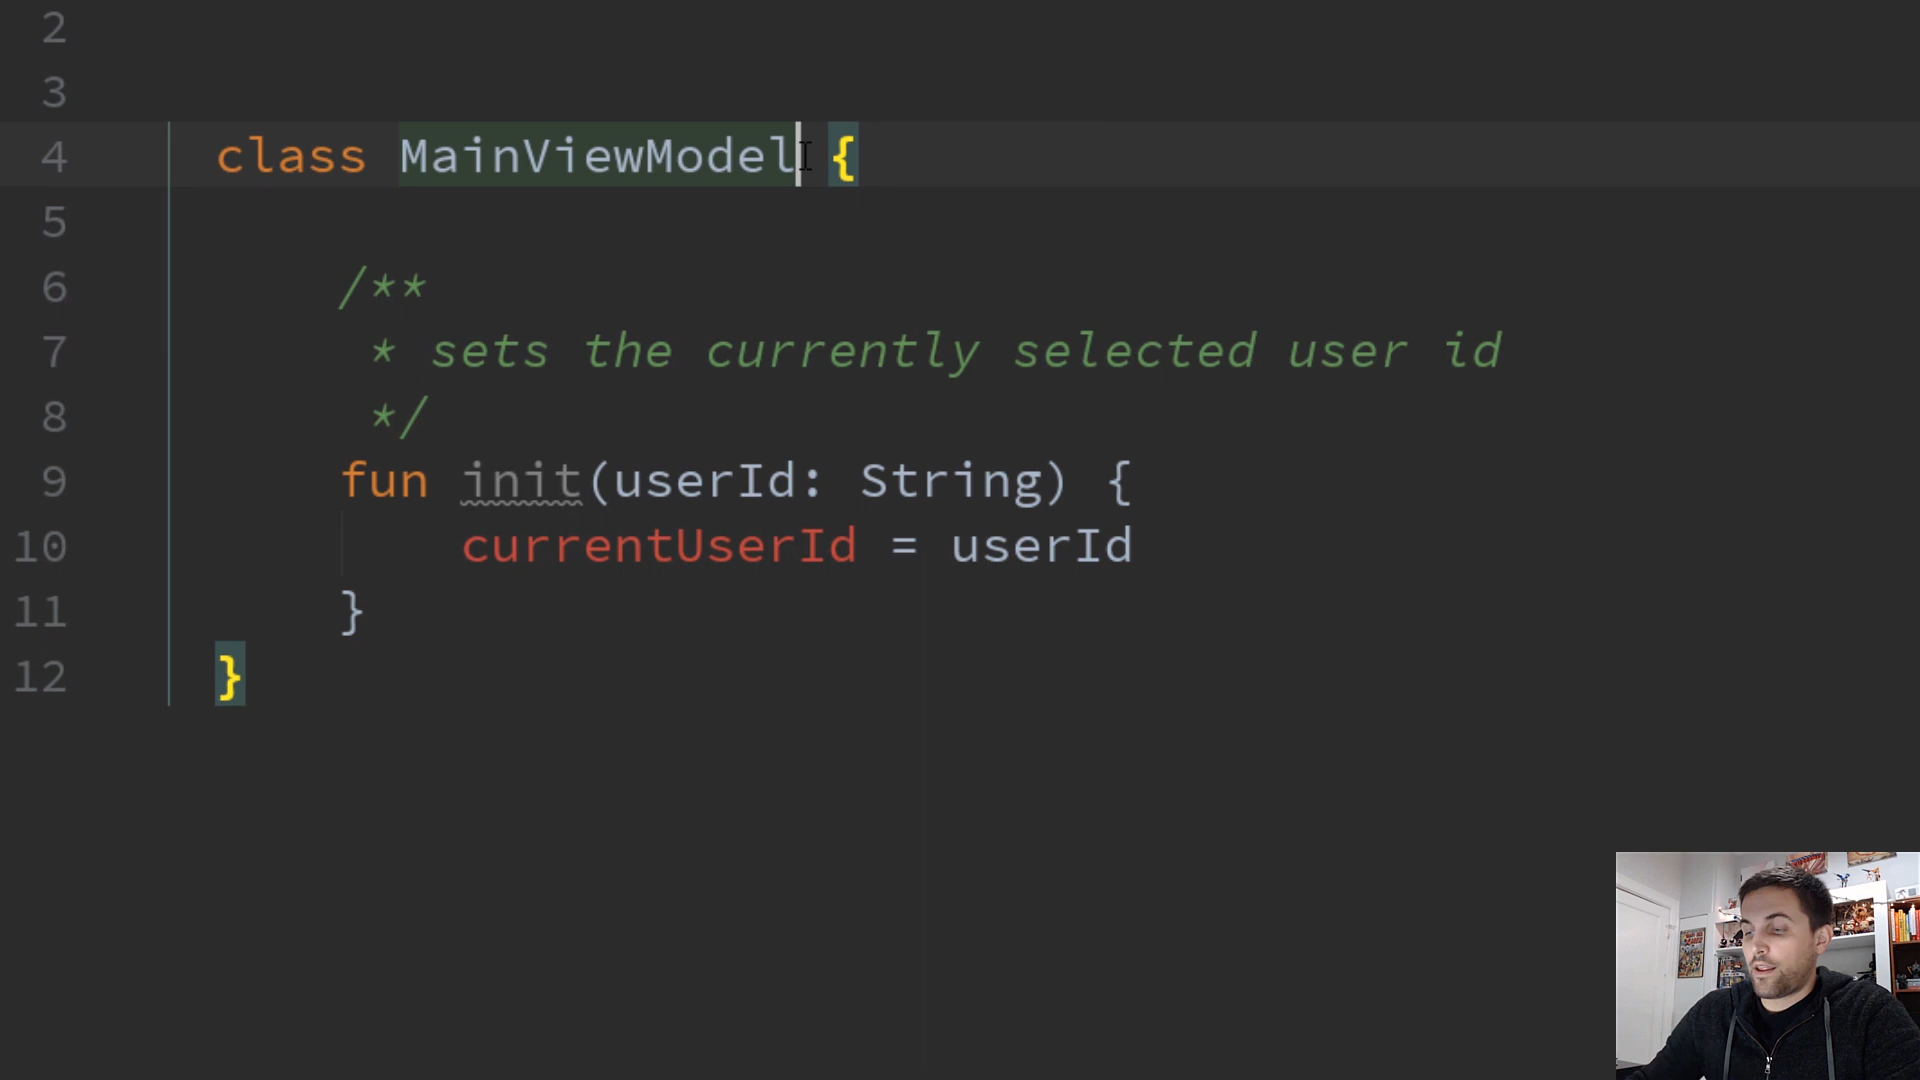 2
3
4 class MainViewModel {
5
6 /**
7 * sets the currently selected user id
8 */
9 fun init(userId: String) {
10 currentUserId = userId
11 }
12 }